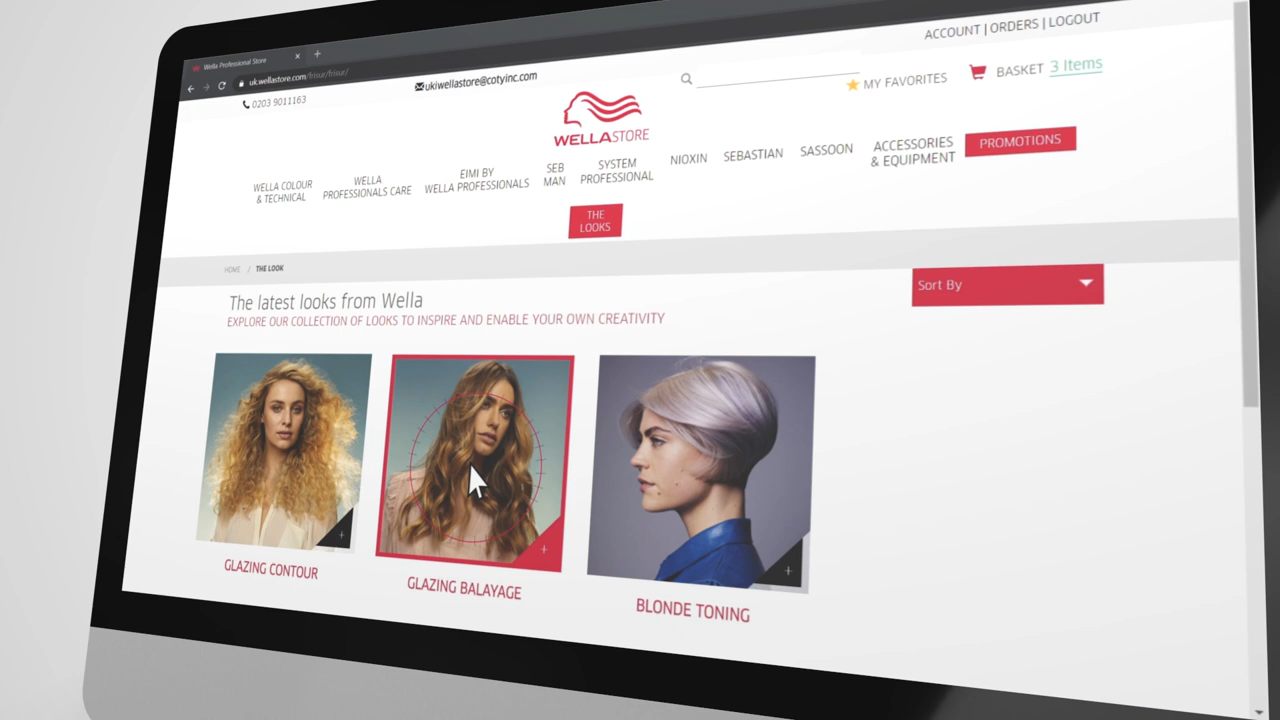 Wella Professional Store
uk.wellastore.com/frisur/frisur/
ACCOUNT | ORDERS | LOGOUT
0203 9011163
ukiwellastore@cotyinc.com
MY FAVORITES
BASKET 3 Items
WELLASTORE
WELLA COLOUR
& TECHNICAL
WELLA
PROFESSIONALS CARE
EIMI BY
WELLA PROFESSIONALS
SEB
MAN
SYSTEM
PROFESSIONAL
NIOXIN
SEBASTIAN
SASSOON
ACCESSORIES
& EQUIPMENT
PROMOTIONS
THE
LOOKS
HOME / THE LOOK
The latest looks from Wella
EXPLORE OUR COLLECTION OF LOOKS TO INSPIRE AND ENABLE YOUR OWN CREATIVITY
Sort By
GLAZING CONTOUR
GLAZING BALAYAGE
BLONDE TONING